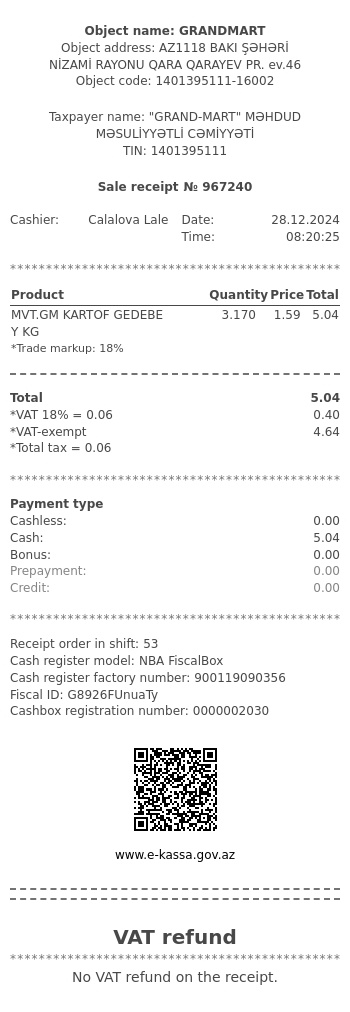 Object name: GRANDMART
Object address: AZ1118 BAKI ŞƏHƏRİ
NİZAMİ RAYONU QARA QARAYEV PR. ev.46
Object code: 1401395111-16002
Taxpayer name: "GRAND-MART" MƏHDUD
MƏSULİYYƏTLİ CƏMİYYƏTİ
TIN: 1401395111
Sale receipt № 967240
Cashier: Calalova Lale Date: 28.12.2024
Time: 08:20:25
********************************************
Product Quantity Price Total
MVT.GM KARTOF GEDEBE 3.170 1.59 5.04
Y KG
*Trade markup: 18%
Total 5.04
*VAT 18% = 0.06 0.40
*VAT-exempt 4.64
*Total tax = 0.06
********************************************
Payment type
Cashless: 0.00
Cash: 5.04
Bonus: 0.00
Prepayment: 0.00
Credit: 0.00
********************************************
Receipt order in shift: 53
Cash register model: NBA FiscalBox
Cash register factory number: 900119090356
Fiscal ID: G8926FUnuaTy
Cashbox registration number: 0000002030
www.e-kassa.gov.az
VAT refund
********************************************
No VAT refund on the receipt.